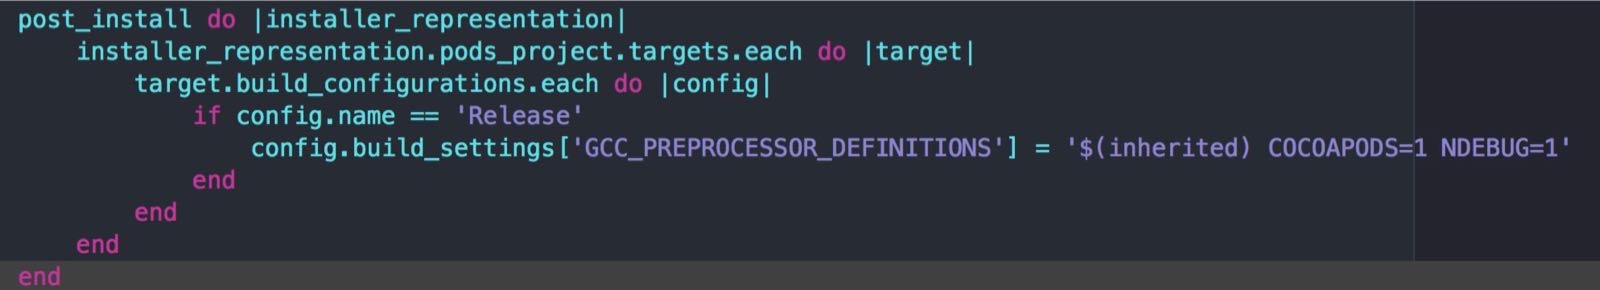 post_install do |installer_representation|
    installer_representation.pods_project.targets.each do |target|
        target.build_configurations.each do |config|
            if config.name == 'Release'
                config.build_settings['GCC_PREPROCESSOR_DEFINITIONS'] = '$(inherited) COCOAPODS=1 NDEBUG=1'
            end
        end
    end
end